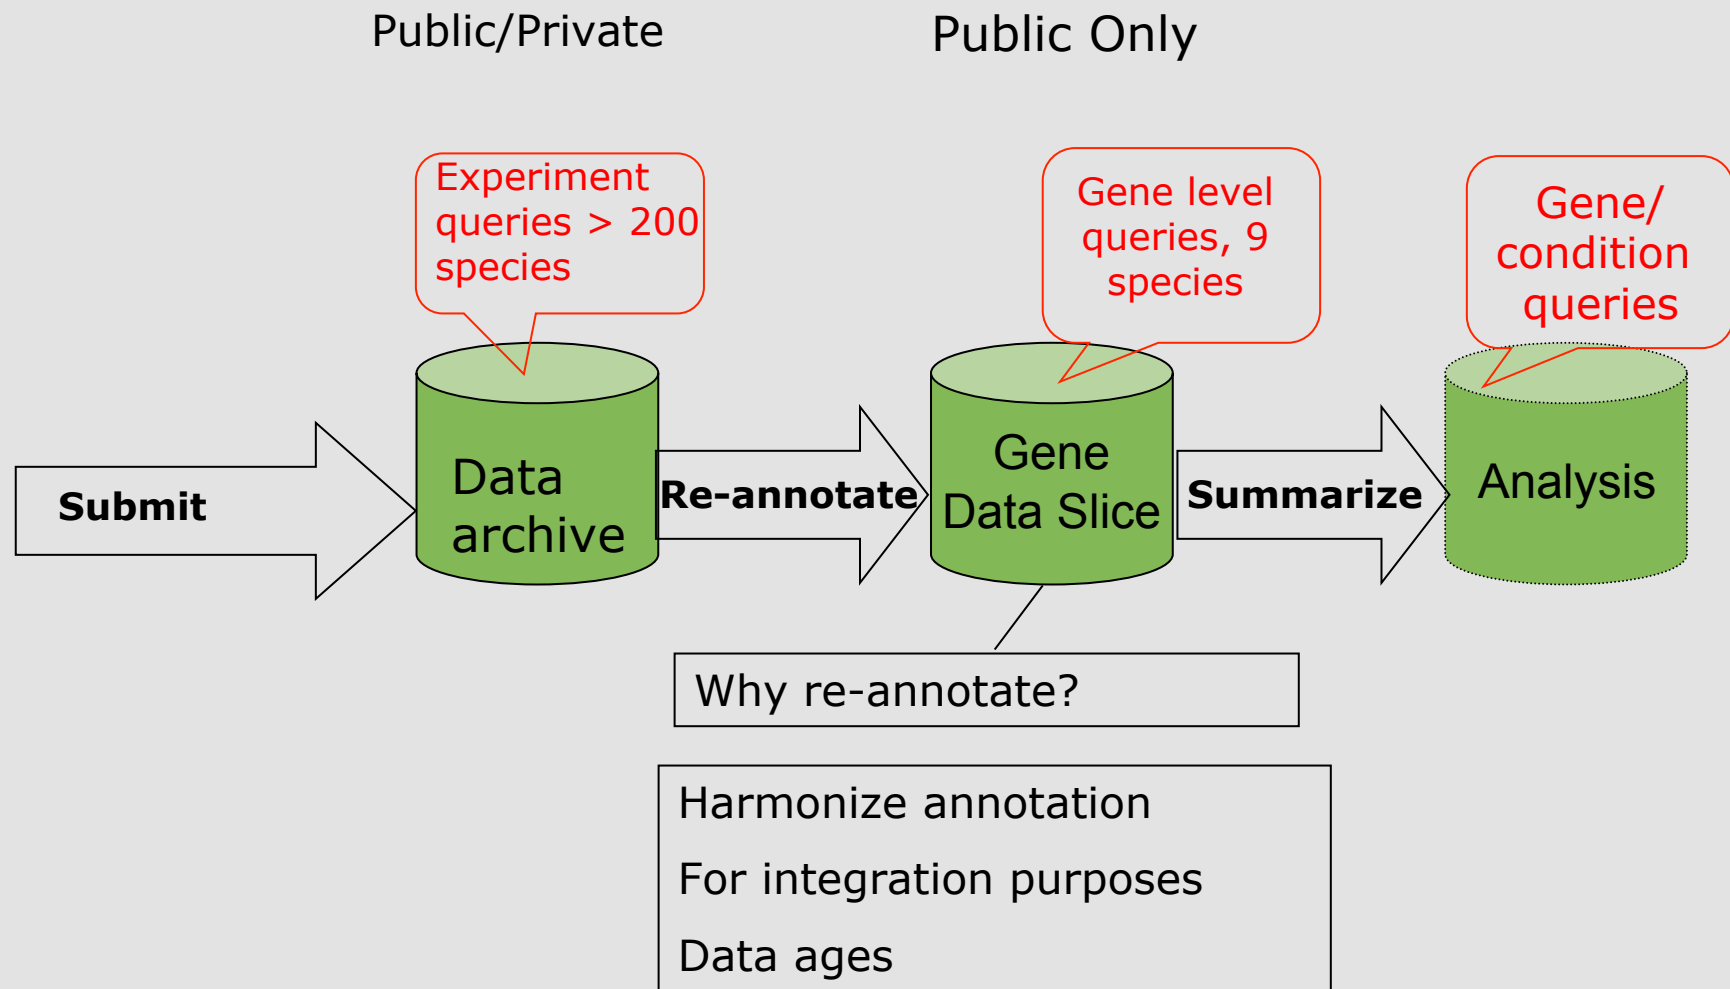 Public/Private
Public Only
Experiment
queries > 200
species
Gene level
queries, 9
species
Gene/
condition
queries
Submit
Data
archive
Re-annotate
Gene
Data Slice
Summarize
Analysis
Why re-annotate?
Harmonize annotation
For integration purposes
Data ages